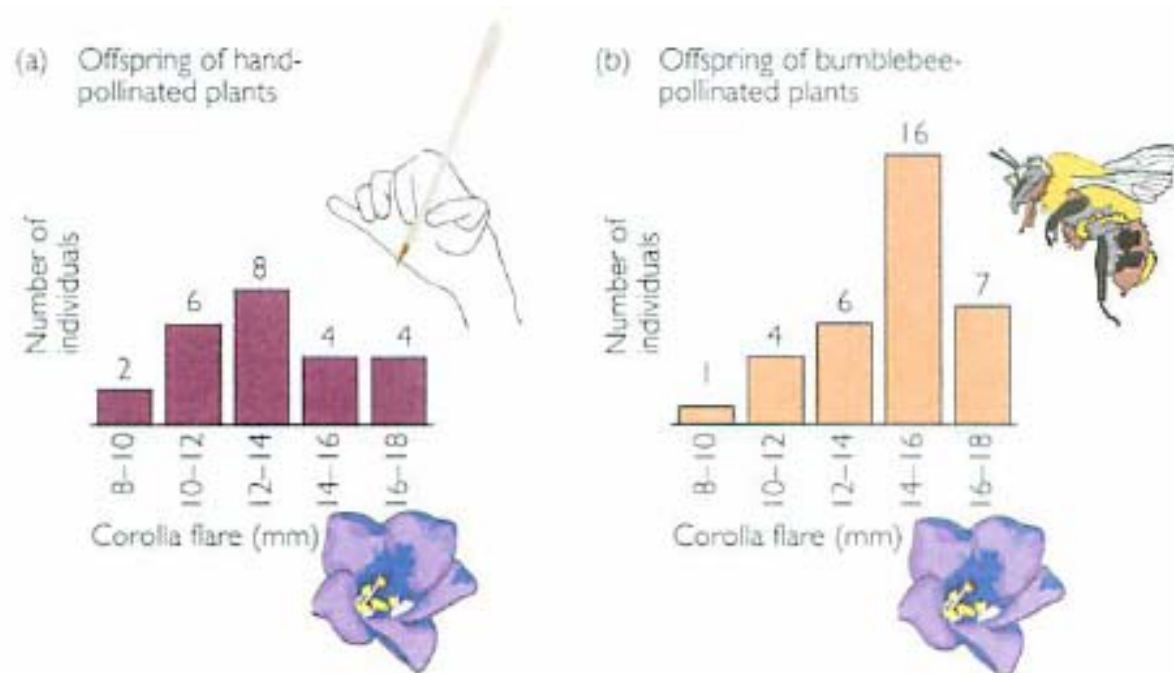 (a) Offspring of hand-
pollinated plants
Number of
individuals
2
6
8
4
4
8–10
10–12
12–14
14–16
16–18
Corolla flare (mm)
(b) Offspring of bumblebee-
pollinated plants
Number of
individuals
1
4
6
16
7
8–10
10–12
12–14
14–16
16–18
Corolla flare (mm)